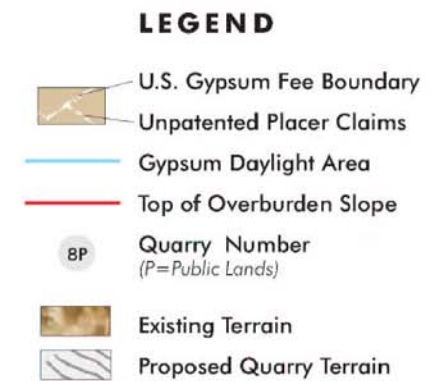 LEGEND
U.S. Gypsum Fee Boundary
Unpatented Placer Claims
Gypsum Daylight Area
Top of Overburden Slope
8P
Quarry Number
(P=Public Lands)
Existing Terrain
Proposed Quarry Terrain